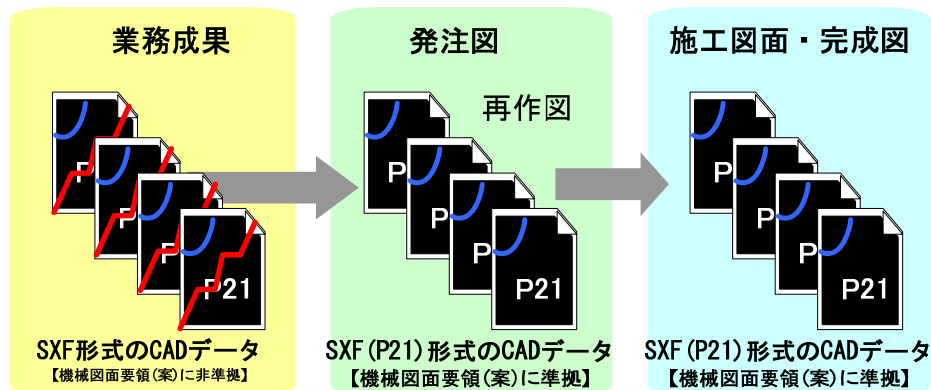 業務成果
P
P
P
P21
SXF形式のCADデータ
【機械図面要領(案)に非準拠】
発注図
再作図
P
P
P
P21
SXF(P21)形式のCADデータ
【機械図面要領(案)に準拠】
施工図面・完成図
P
P
P
P21
SXF(P21)形式のCADデータ
【機械図面要領(案)に準拠】